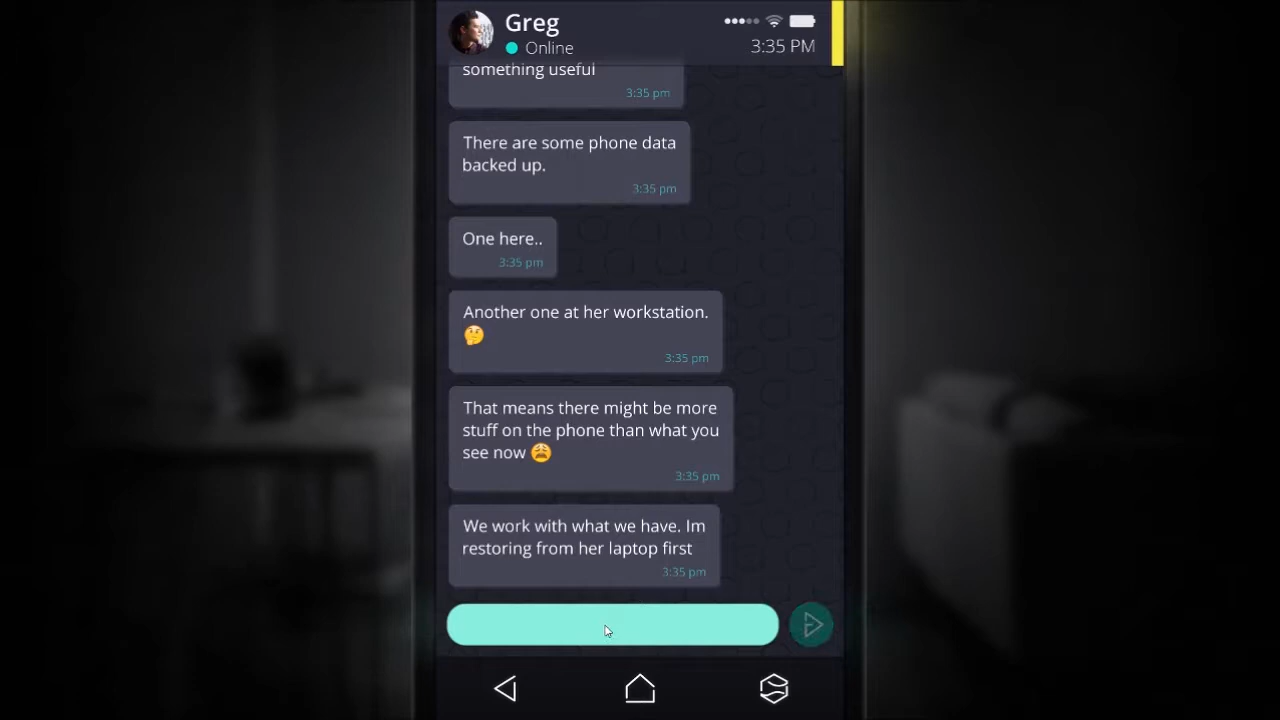 Greg
Online
3:35 PM
something useful
3:35 pm
There are some phone data
backed up.
3:35 pm
One here..
3:35 pm
Another one at her workstation.
🤔
3:35 pm
That means there might be more
stuff on the phone than what you
see now 😩
3:35 pm
We work with what we have. Im
restoring from her laptop first
3:35 pm